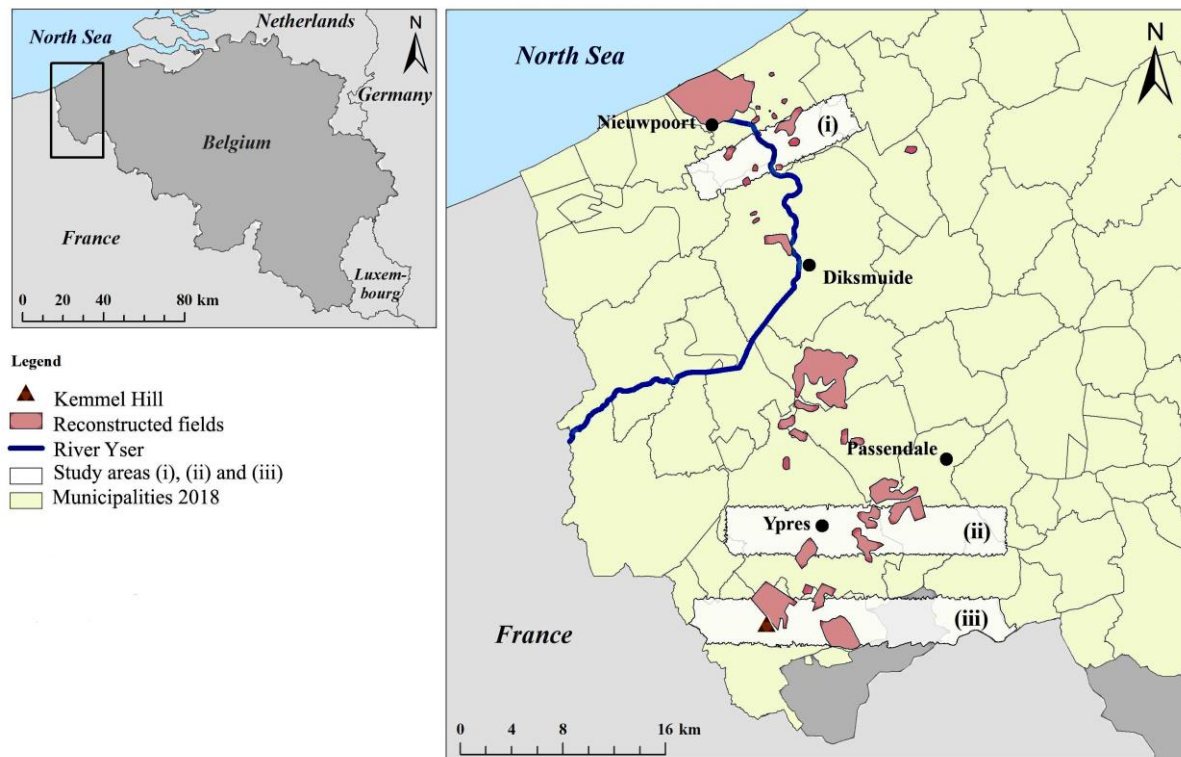 North Sea
Netherlands
N
Germany
Belgium
France
Luxem-
bourg
0 20 40 80 km
Legend
Kemmel Hill
Reconstructed fields
River Yser
Study areas (i), (ii) and (iii)
Municipalities 2018
North Sea
N
Nieuwpoort
(i)
Diksmuide
Passendale
Ypres
(ii)
(iii)
France
0 4 8 16 km